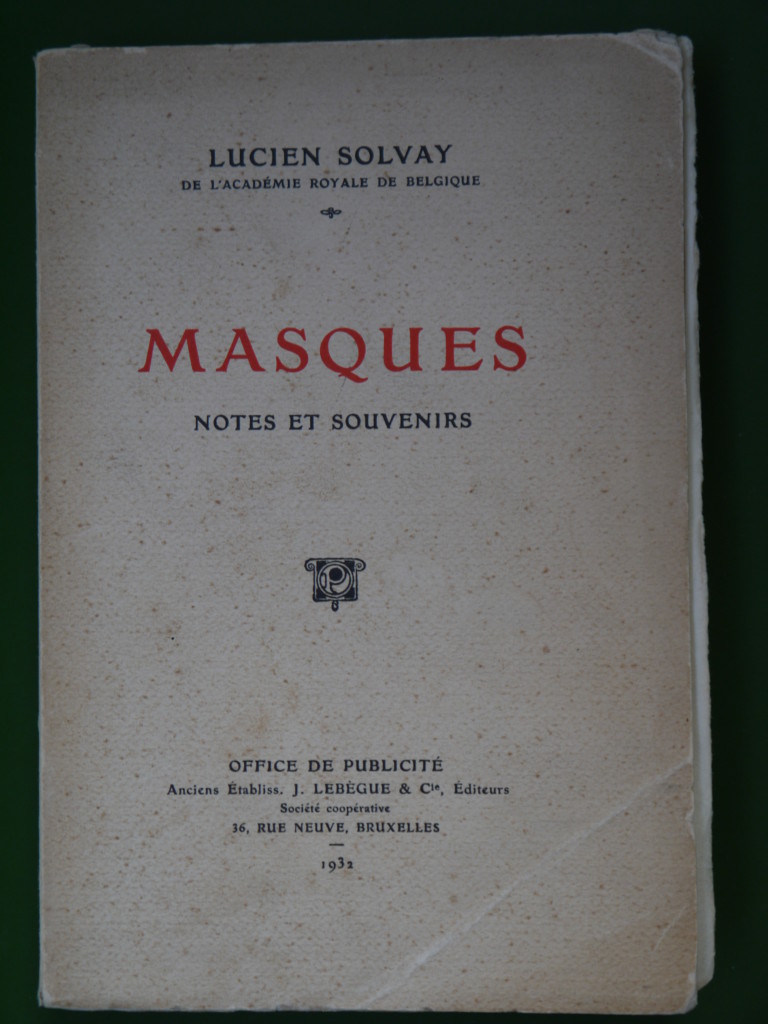 LUCIEN SOLVAY
DE L'ACADÉMIE ROYALE DE BELGIQUE
MASQUES
NOTES ET SOUVENIRS
OFFICE DE PUBLICITÉ
Anciens Établiss. J. LEBÈGUE & Cie, Éditeurs
Société coopérative
36, RUE NEUVE, BRUXELLES
1932